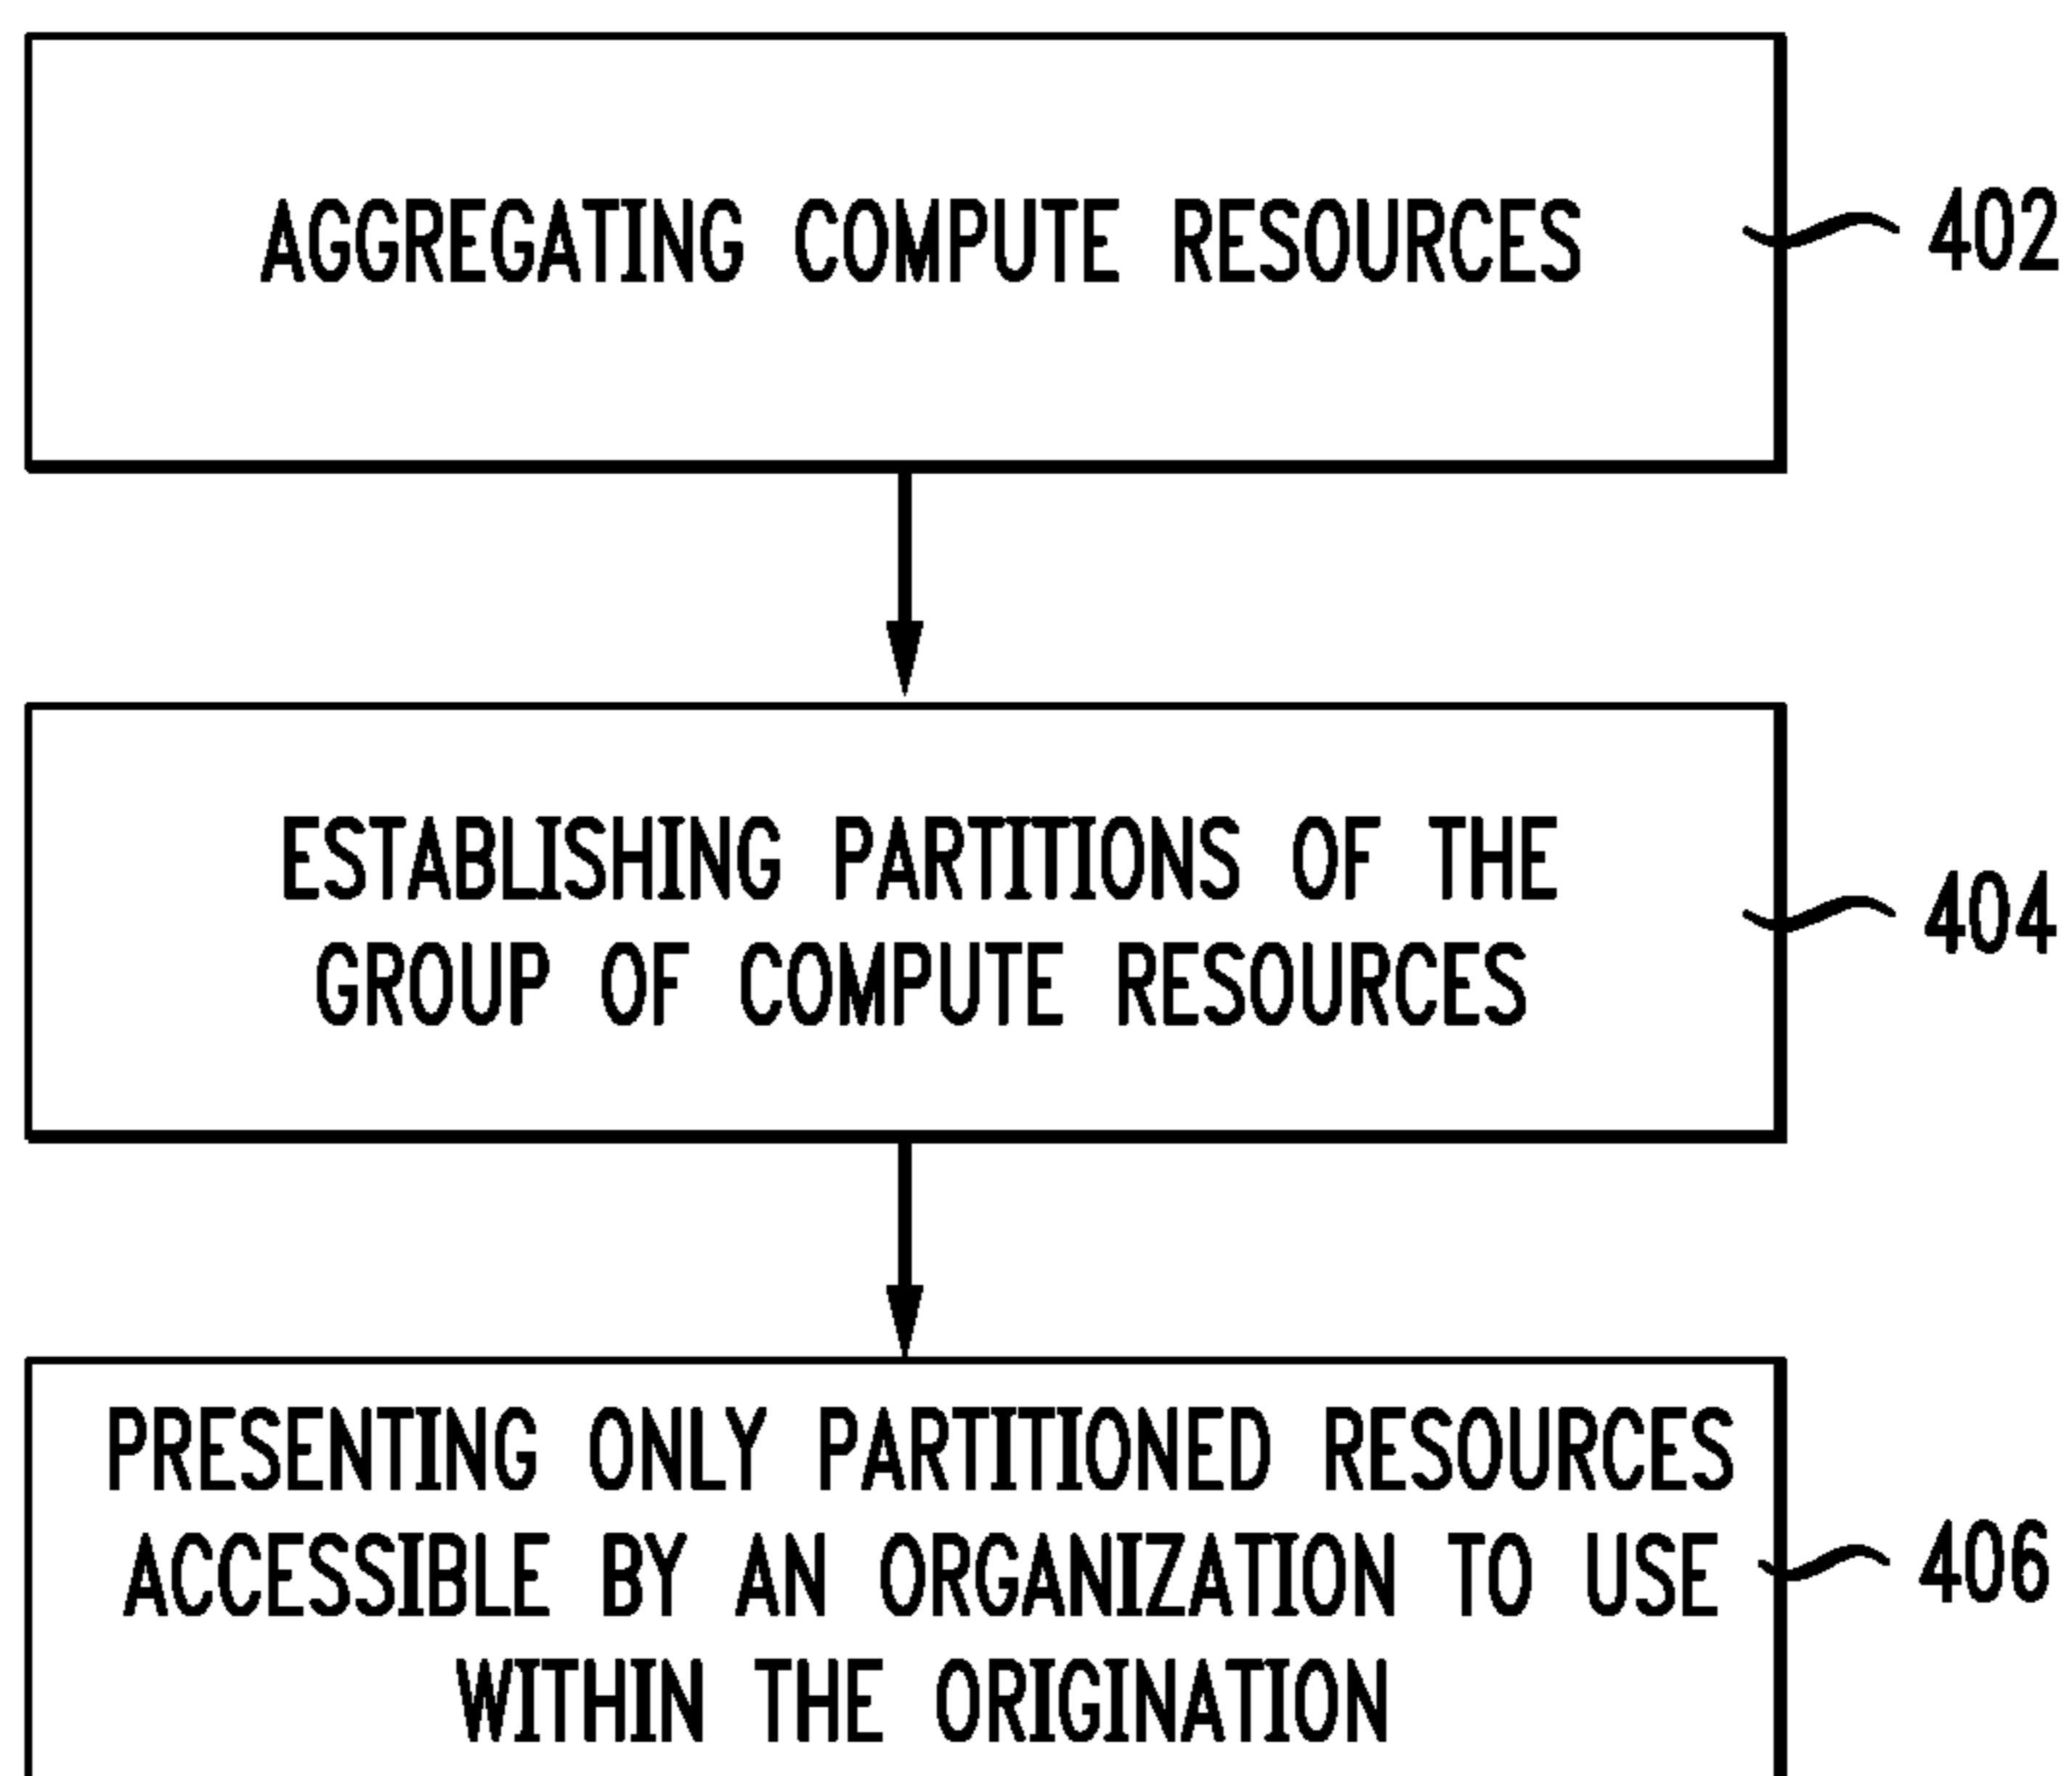 AGGREGATING COMPUTE RESOURCES
402
ESTABLISHING PARTITIONS OF THE
GROUP OF COMPUTE RESOURCES
404
PRESENTING ONLY PARTITIONED RESOURCES
ACCESSIBLE BY AN ORGANIZATION TO USE
WITHIN THE ORIGINATION
406